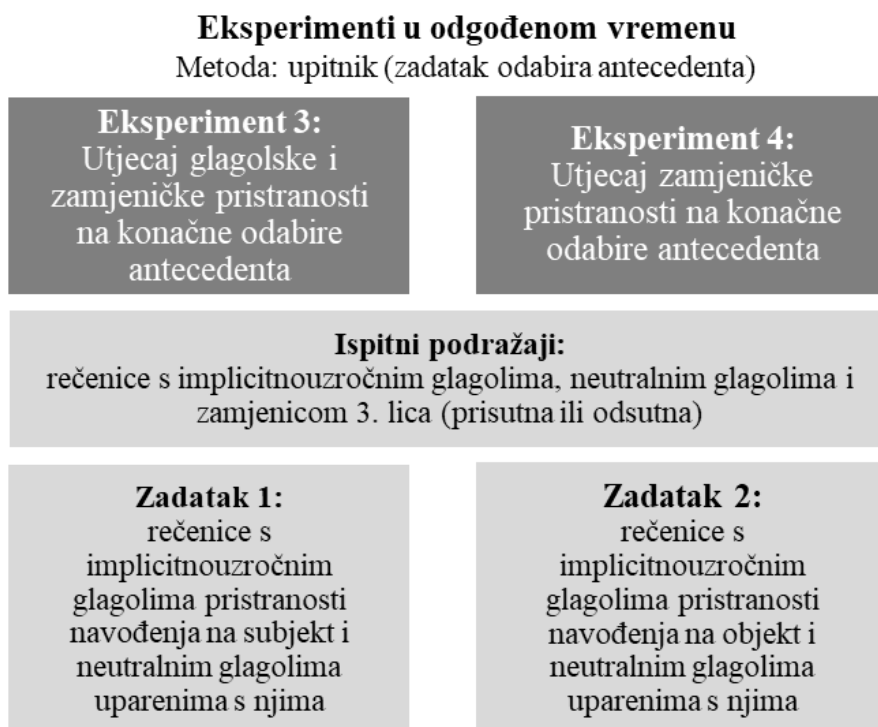 Eksperimenti u odgođenom vremenu
Metoda: upitnik (zadatak odabira antecedenta)
Eksperiment 3:
Utjecaj glagolske i
zamjeničke pristranosti
na konačne odabire
antecedenta
Eksperiment 4:
Utjecaj zamjeničke
pristranosti na konačne
odabire antecedenta
Ispitni podražaji:
rečenice s implicitnouzročnim glagolima, neutralnim glagolima i
zamjenicom 3. lica (prisutna ili odsutna)
Zadatak 1:
rečenice s
implicitnouzročnim
glagolima pristranosti
navođenja na subjekt i
neutralnim glagolima
uparenima s njima
Zadatak 2:
rečenice s
implicitnouzročnim
glagolima pristranosti
navođenja na objekt i
neutralnim glagolima
uparenima s njima